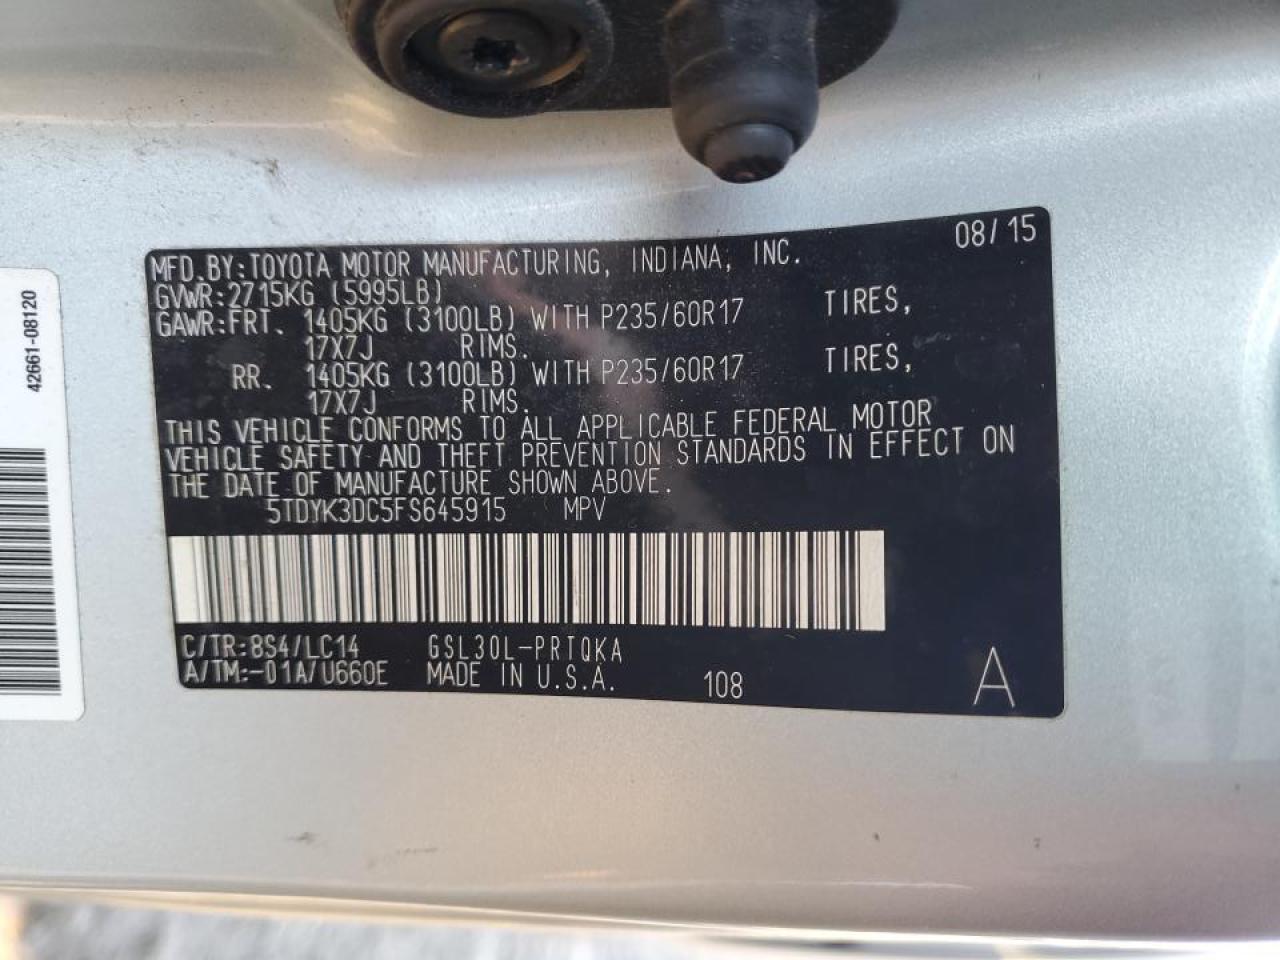 08/15
MFD.BY:TOYOTA MOTOR MANUFACTURING, INDIANA, INC.
GVWR:2715KG (5995LB)
GAWR:FRT. 1405KG (3100LB) WITH P235/60R17 TIRES,
17X7J RIMS.
RR. 1405KG (3100LB) WITH P235/60R17 TIRES,
17X7J RIMS.
THIS VEHICLE CONFORMS TO ALL APPLICABLE FEDERAL MOTOR
VEHICLE SAFETY AND THEFT PREVENTION STANDARDS IN EFFECT ON
THE DATE OF MANUFACTURE SHOWN ABOVE.
5TDYK3DC5FS645915 MPV
C/TR:8S4/LC14 GSL30L-PRTQKA
A/TM:-01A/U660E MADE IN U.S.A. 108 A
42661-08120